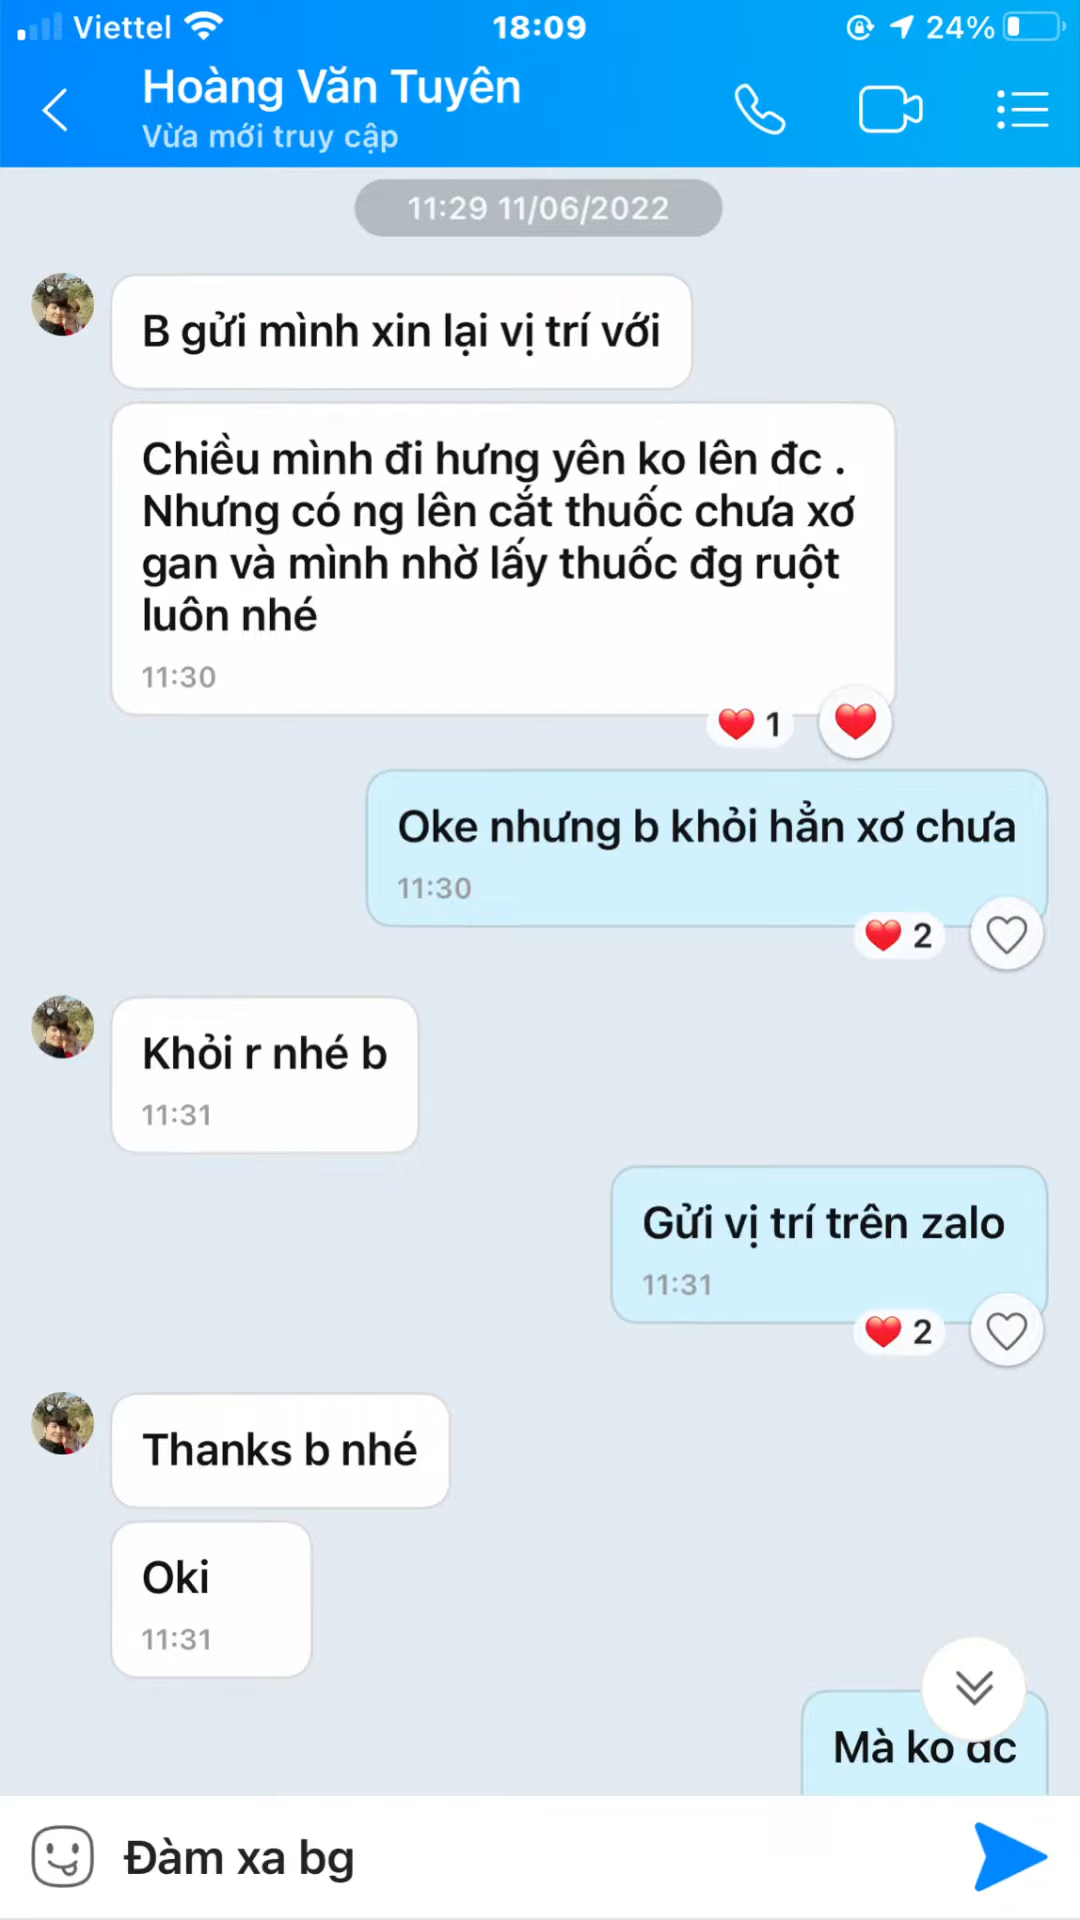 Viettel 18:09 24%
Hoàng Văn Tuyên
Vừa mới truy cập
11:29 11/06/2022
B gửi mình xin lại vị trí với
Chiều mình đi hưng yên ko lên đc .
Nhưng có ng lên cắt thuốc chưa xơ
gan và mình nhờ lấy thuốc đg ruột
luôn nhé
11:30
1
Oke nhưng b khỏi hẳn xơ chưa
11:30
2
Khỏi r nhé b
11:31
Gửi vị trí trên zalo
11:31
2
Thanks b nhé
Oki
11:31
Mà ko đc
Đàm xa bg